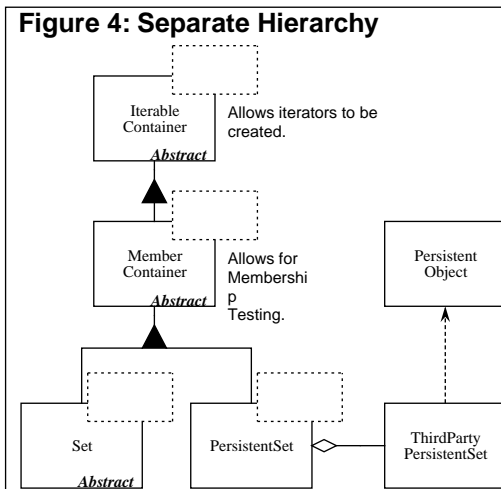 Figure 4: Separate Hierarchy
Iterable
Container
Abstract
Allows iterators to be
created.
Member
Container
Abstract
Allows for
Membershi
p
Testing.
Persistent
Object
Set
Abstract
PersistentSet
ThirdParty
PersistentSet